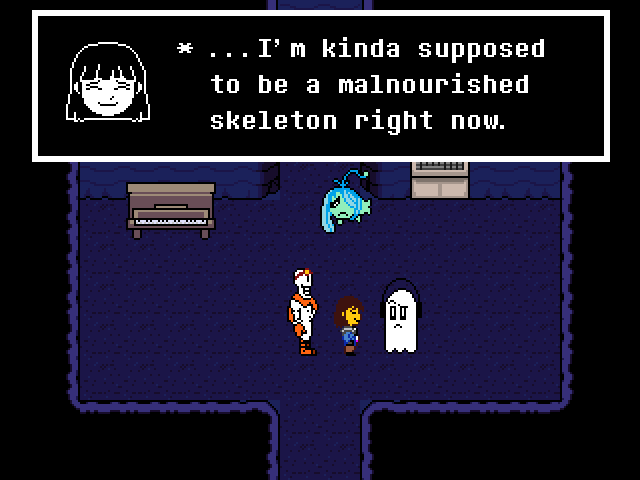 * ...I'm kinda supposed
to be a malnourished
skeleton right now.